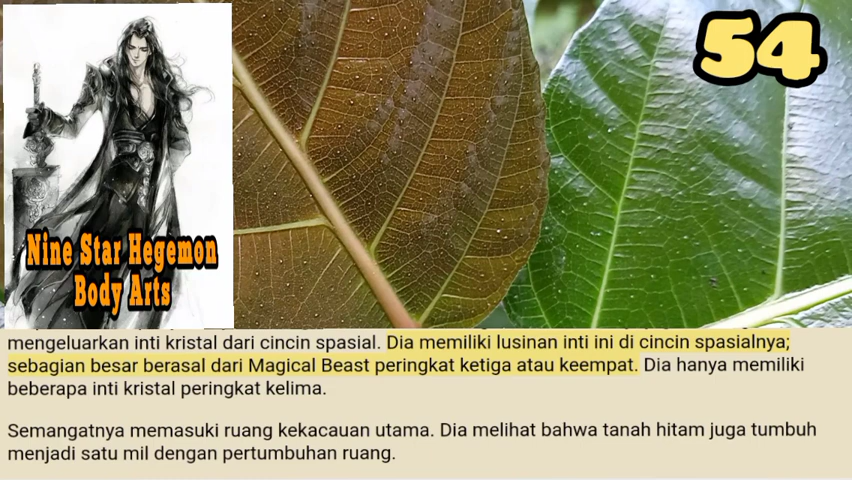 54
Nine Star Hegemon
Body Arts
mengeluarkan inti kristal dari cincin spasial. Dia memiliki lusinan inti ini di cincin spasialnya;
sebagian besar berasal dari Magical Beast peringkat ketiga atau keempat. Dia hanya memiliki
beberapa inti kristal peringkat kelima.
Semangatnya memasuki ruang kekacauan utama. Dia melihat bahwa tanah hitam juga tumbuh
menjadi satu mil dengan pertumbuhan ruang.